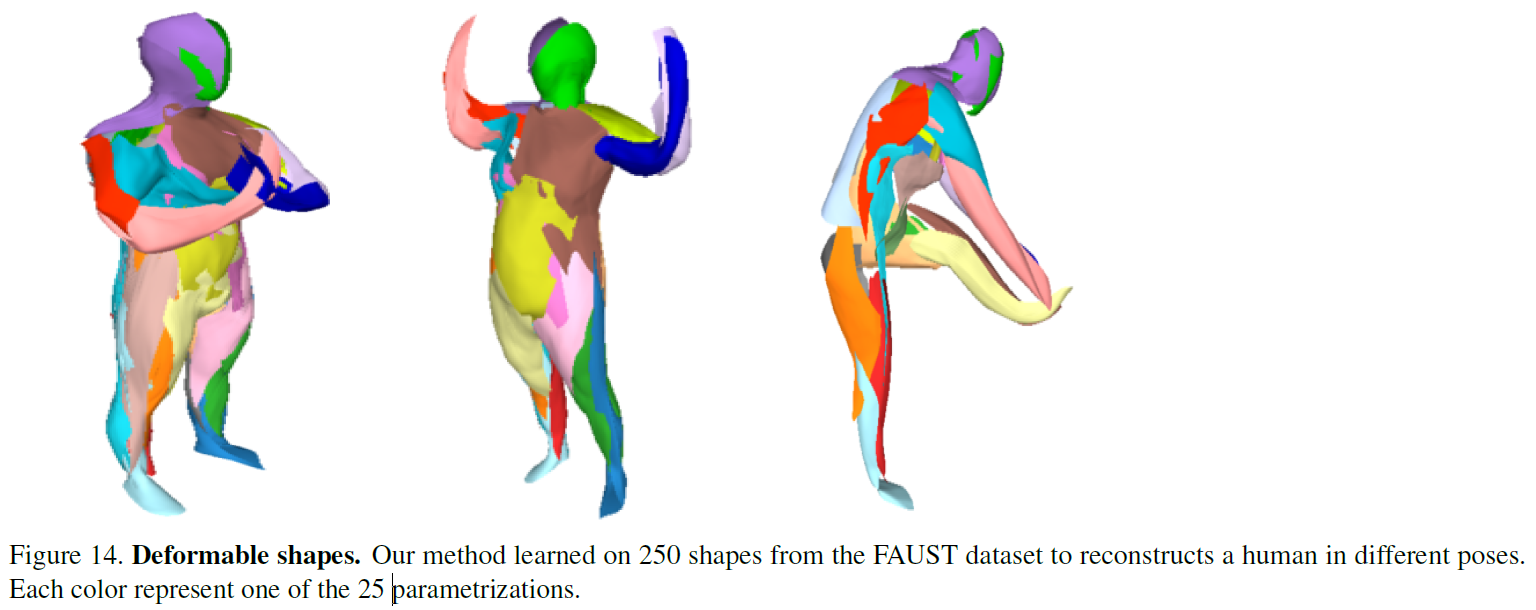 Figure 14. Deformable shapes. Our method learned on 250 shapes from the FAUST dataset to reconstructs a human in different poses.
Each color represent one of the 25 parametrizations.